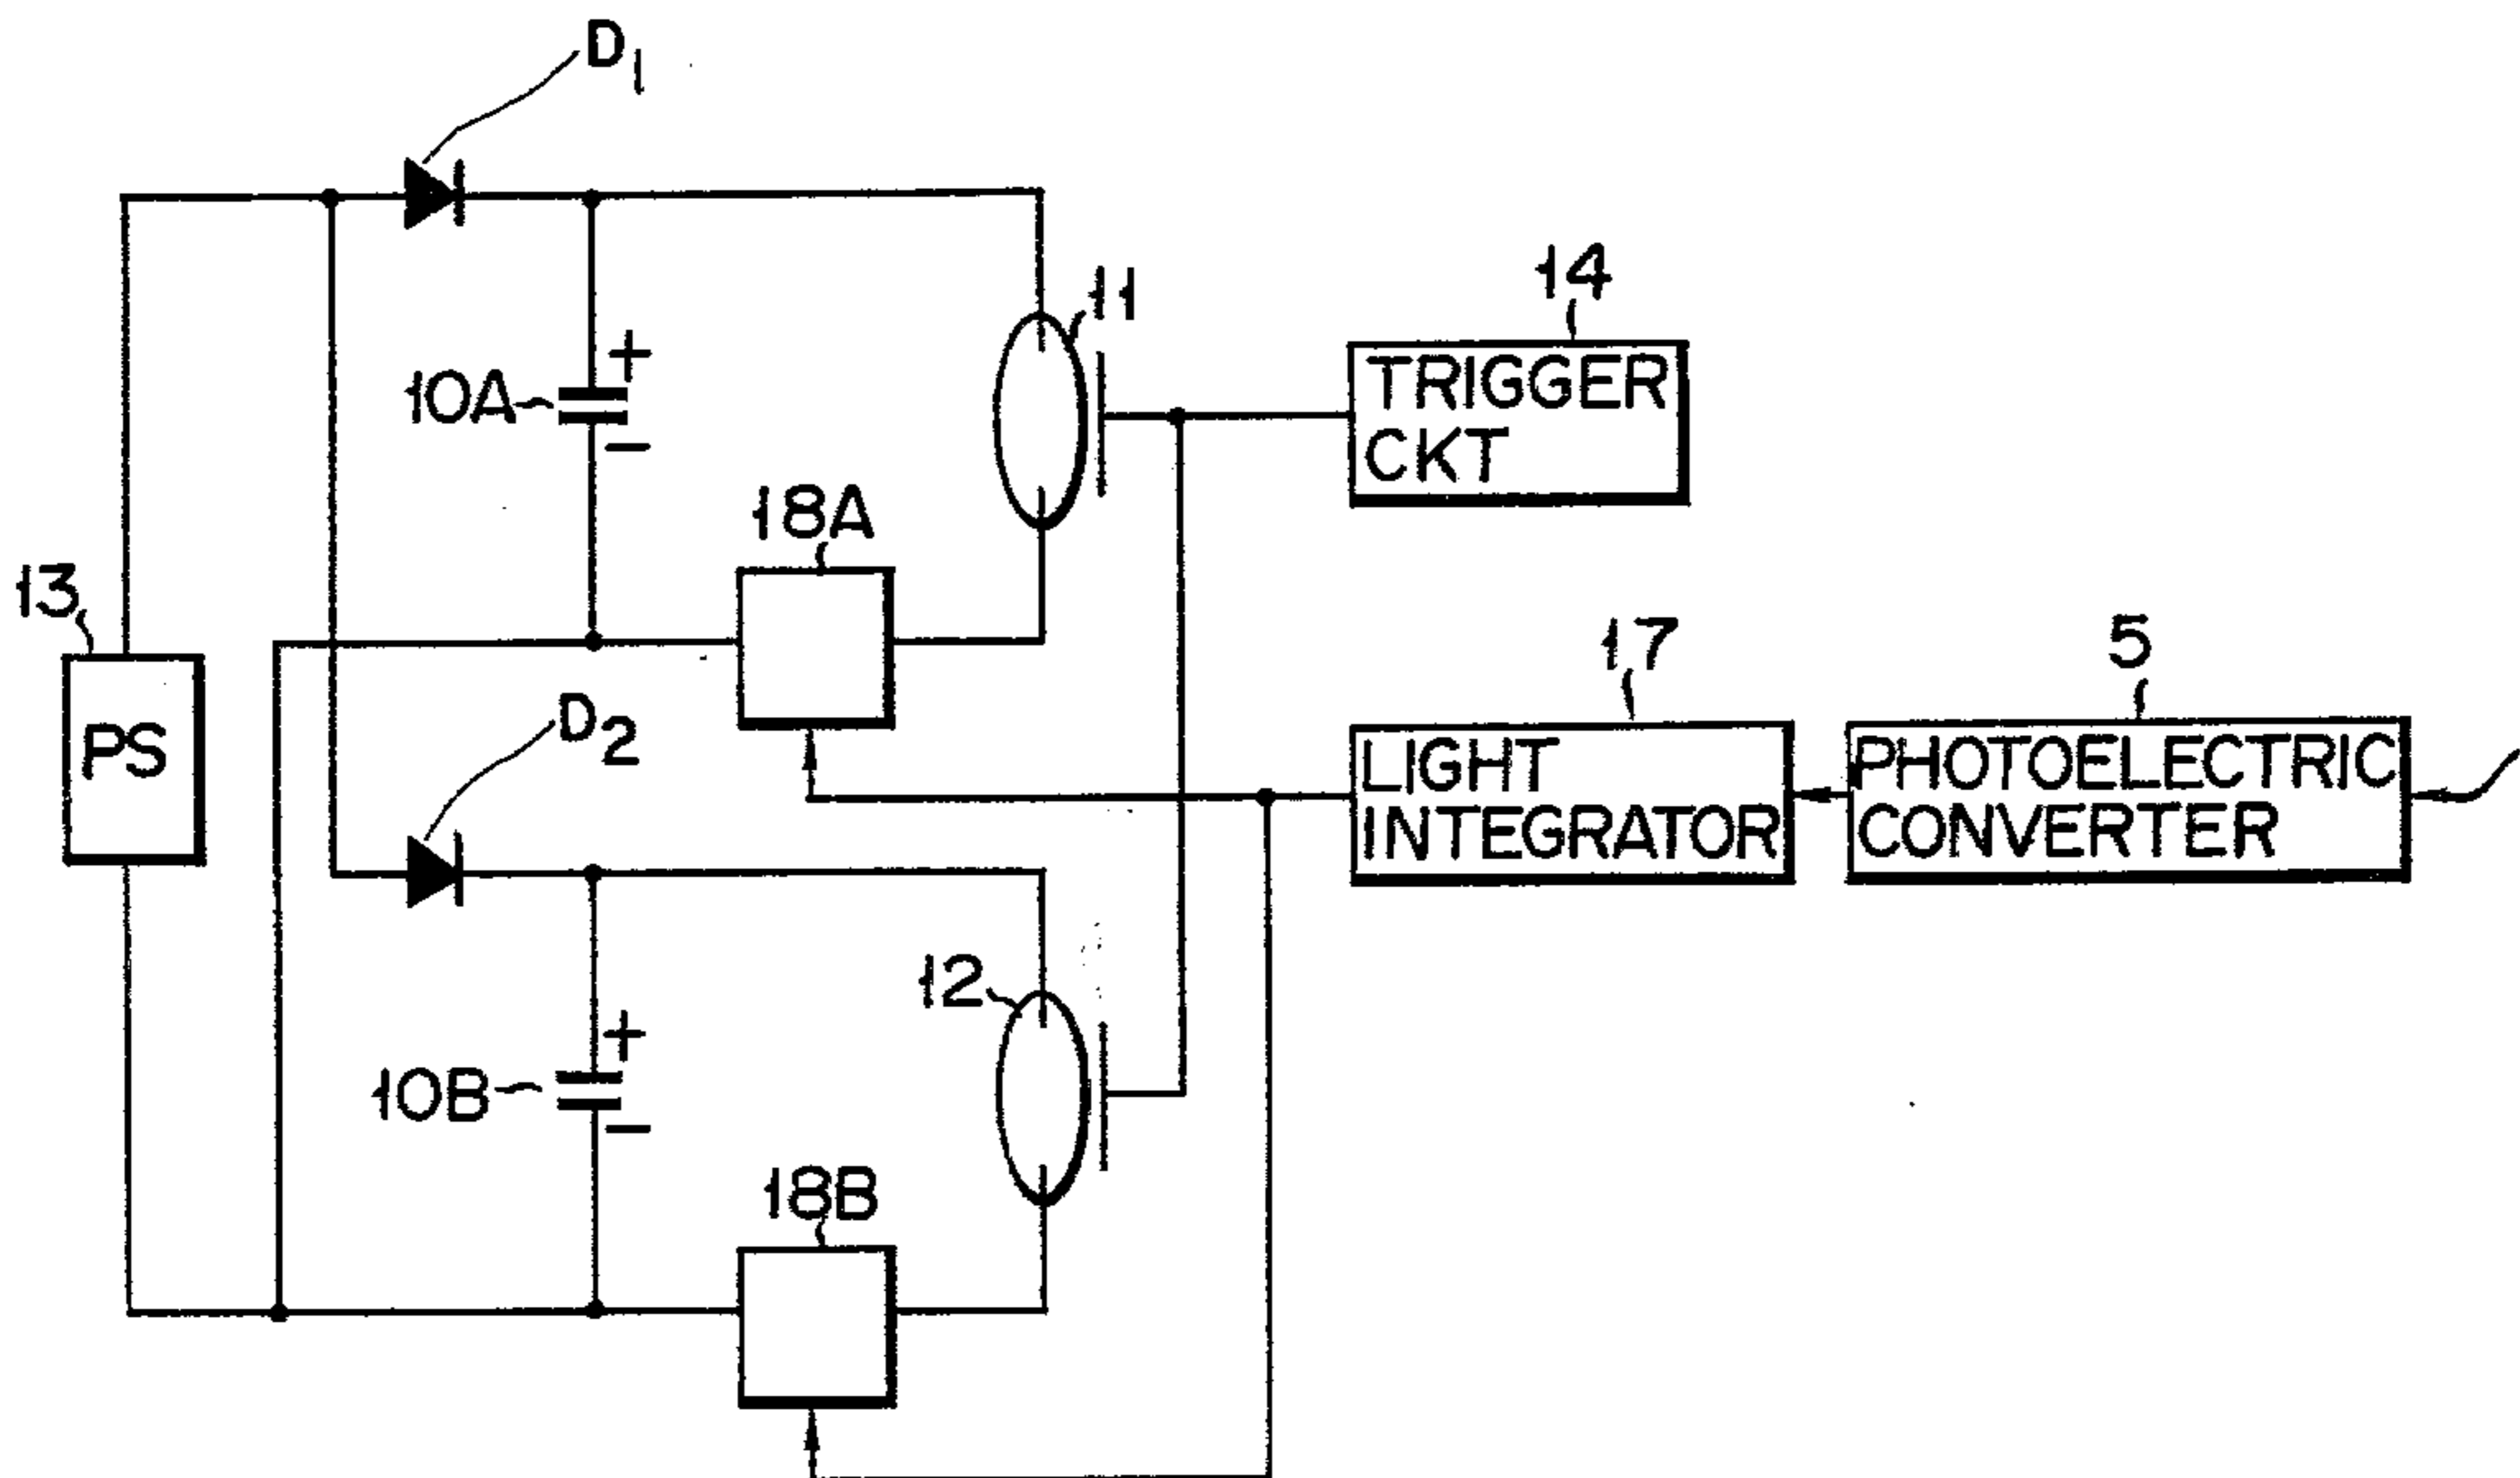 D1
11
14
TRIGGER
CKT
+
10A
−
18A
13
PS
17
LIGHT
INTEGRATOR
5
PHOTOELECTRIC
CONVERTER
D2
12
+
10B
−
18B